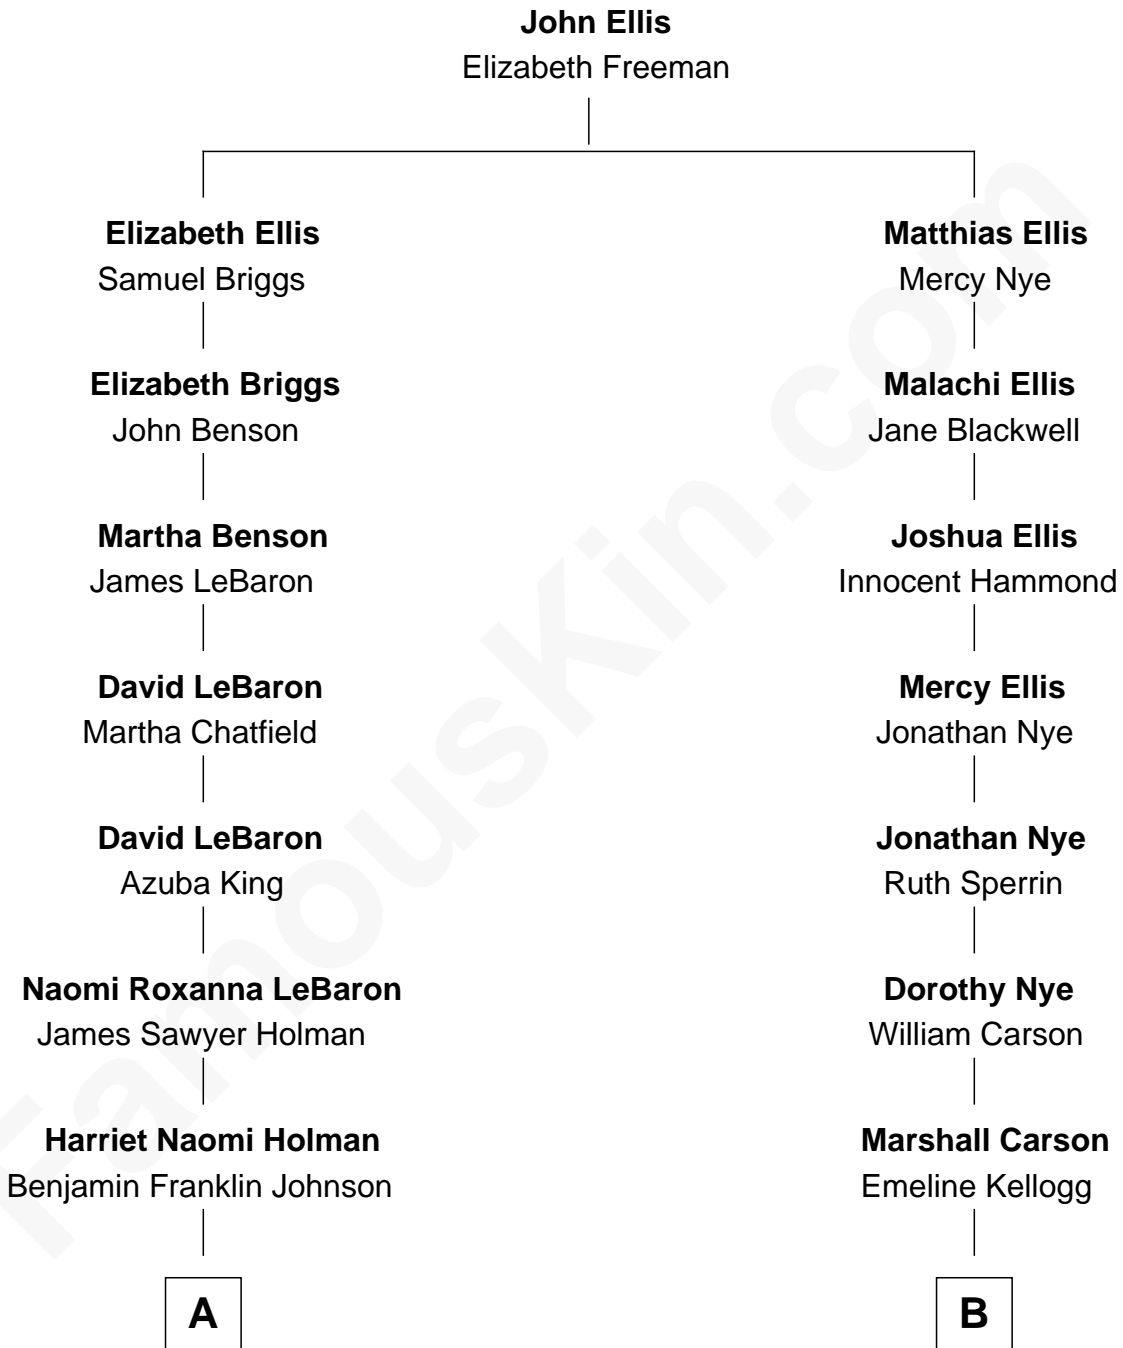 John Ellis
Elizabeth Freeman
Elizabeth Ellis
Samuel Briggs
Elizabeth Briggs
John Benson
Martha Benson
James LeBaron
David LeBaron
Martha Chatfield
David LeBaron
Azuba King
Naomi Roxanna LeBaron
James Sawyer Holman
Harriet Naomi Holman
Benjamin Franklin Johnson
A
Matthias Ellis
Mercy Nye
Malachi Ellis
Jane Blackwell
Joshua Ellis
Innocent Hammond
Mercy Ellis
Jonathan Nye
Jonathan Nye
Ruth Sperrin
Dorothy Nye
William Carson
Marshall Carson
Emeline Kellogg
B
FamousKin.com